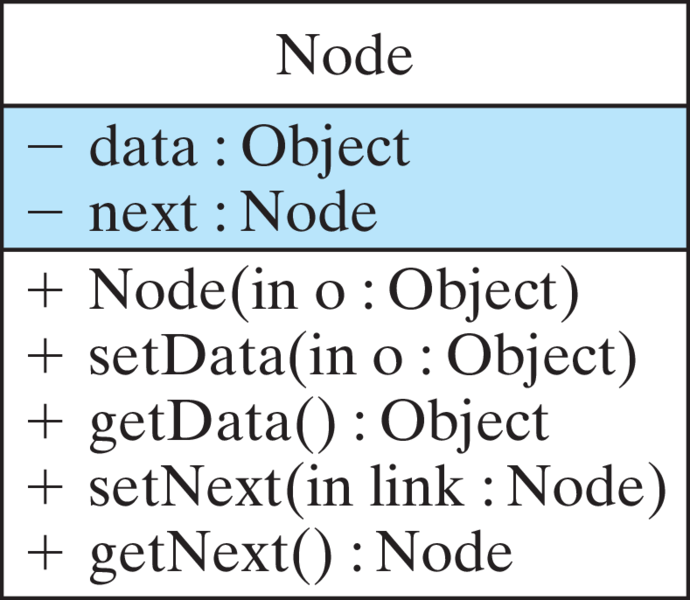 Node
− data : Object
− next : Node
+ Node(in o : Object)
+ setData(in o : Object)
+ getData() : Object
+ setNext(in link : Node)
+ getNext() : Node